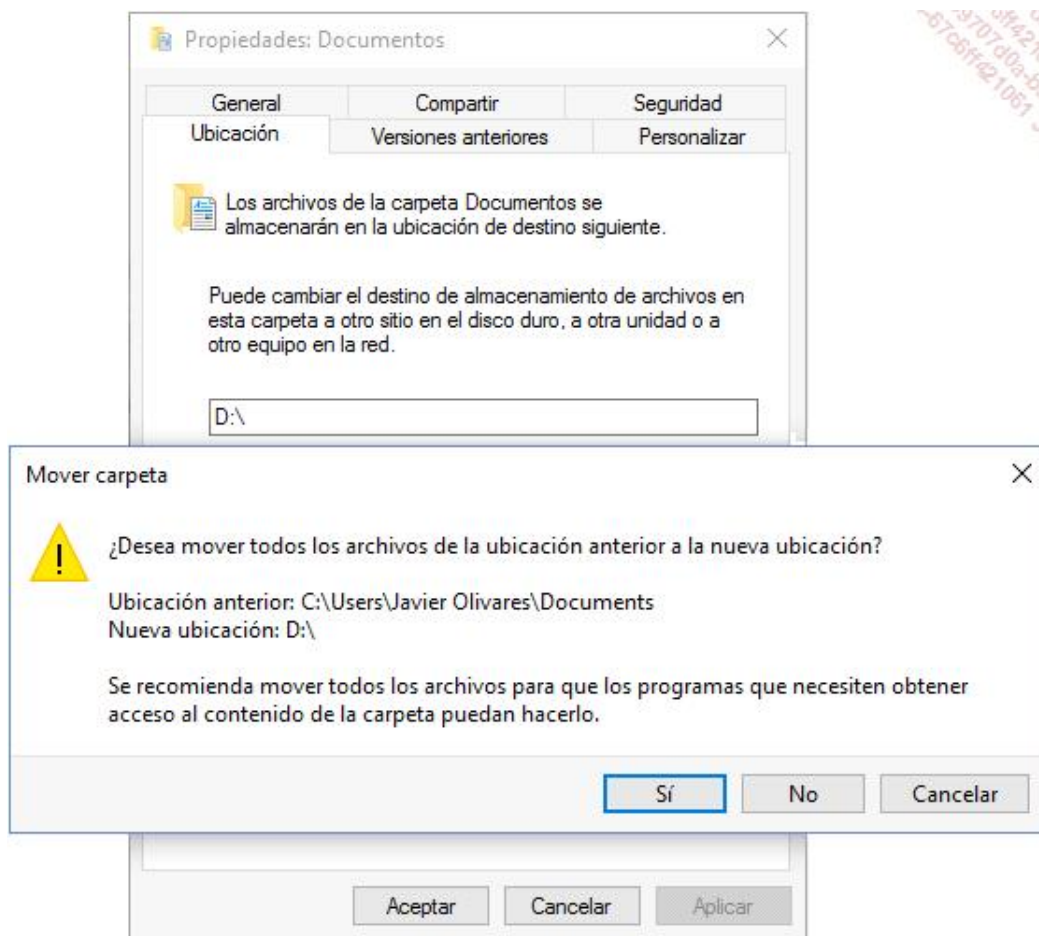 Propiedades: Documentos
General Compartir Seguridad
Ubicación Versiones anteriores Personalizar
Los archivos de la carpeta Documentos se
almacenarán en la ubicación de destino siguiente.
Puede cambiar el destino de almacenamiento de archivos en
esta carpeta a otro sitio en el disco duro, a otra unidad o a
otro equipo en la red.
D:\
Mover carpeta
¿Desea mover todos los archivos de la ubicación anterior a la nueva ubicación?
Ubicación anterior: C:\Users\Javier Olivares\Documents
Nueva ubicación: D:\
Se recomienda mover todos los archivos para que los programas que necesiten obtener
acceso al contenido de la carpeta puedan hacerlo.
Sí No Cancelar
Aceptar Cancelar Aplicar